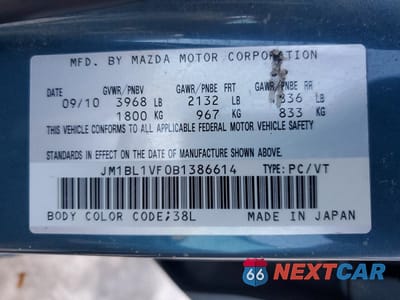 MFD. BY MAZDA MOTOR CORPORATION
DATE GVWR/PNBV GAWR/PNBE FRT GAWR/PNBE RR
09/10 3968 LB 2132 LB 836 LB
1800 KG 967 KG 833 KG
THIS VEHICLE CONFORMS TO ALL APPLICABLE FEDERAL MOTOR VEHICLE SAFETY
STANDARDS IN EFFECT ON THE DATE OF MANUFACTURE SHOWN ABOVE.
JM1BL1VF0B1386614 TYPE:PC/VT
BODY COLOR CODE;38L MADE IN JAPAN
66 NEXTCAR